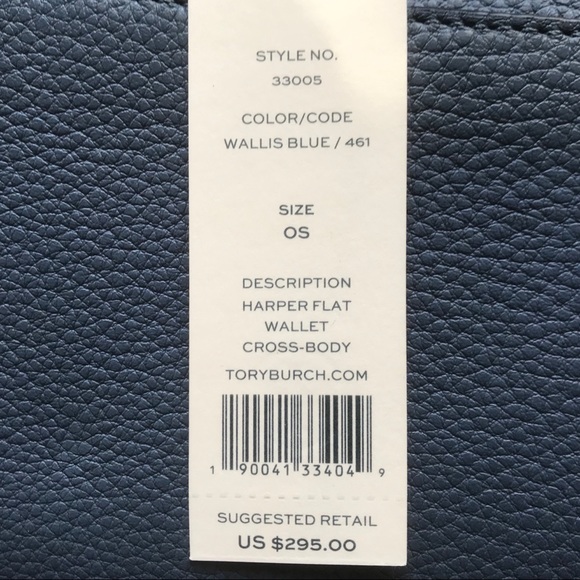 STYLE NO.
33005
COLOR/CODE
WALLIS BLUE / 461
SIZE
OS
DESCRIPTION
HARPER FLAT
WALLET
CROSS-BODY
TORYBURCH.COM
1 90041 33404 9
SUGGESTED RETAIL
US $295.00